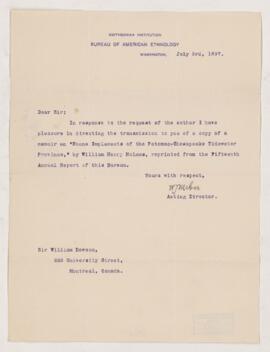 SMITHSONIAN INSTITUTION
BUREAU OF AMERICAN ETHNOLOGY
WASHINGTON, July 3rd, 1897.
Dear Sir:
In response to the request of the author I have
pleasure in directing the transmission to you of a copy of a
memoir on "Stone Implements of the Potomac-Chesapeake Tidewater
Province," by William Henry Holmes, reprinted from the Fifteenth
Annual Report of this Bureau.
Yours with respect,
W J McGee
Acting Director.
Sir William Dawson,
University Street,
Montreal, Canada.